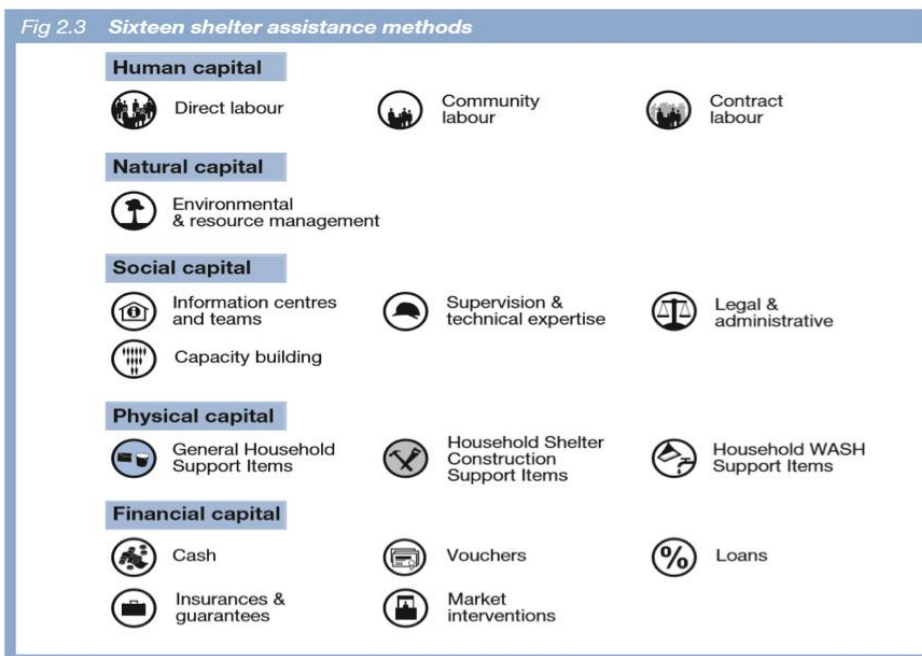 Fig 2.3 Sixteen shelter assistance methods
Human capital
Direct labour
Community
labour
Contract
labour
Natural capital
Environmental
& resource management
Social capital
Information centres
and teams
Supervision &
technical expertise
Legal &
administrative
Capacity building
Physical capital
General Household
Support Items
Household Shelter
Construction
Support Items
Household WASH
Support Items
Financial capital
Cash
Vouchers
% Loans
Insurances &
guarantees
Market
interventions